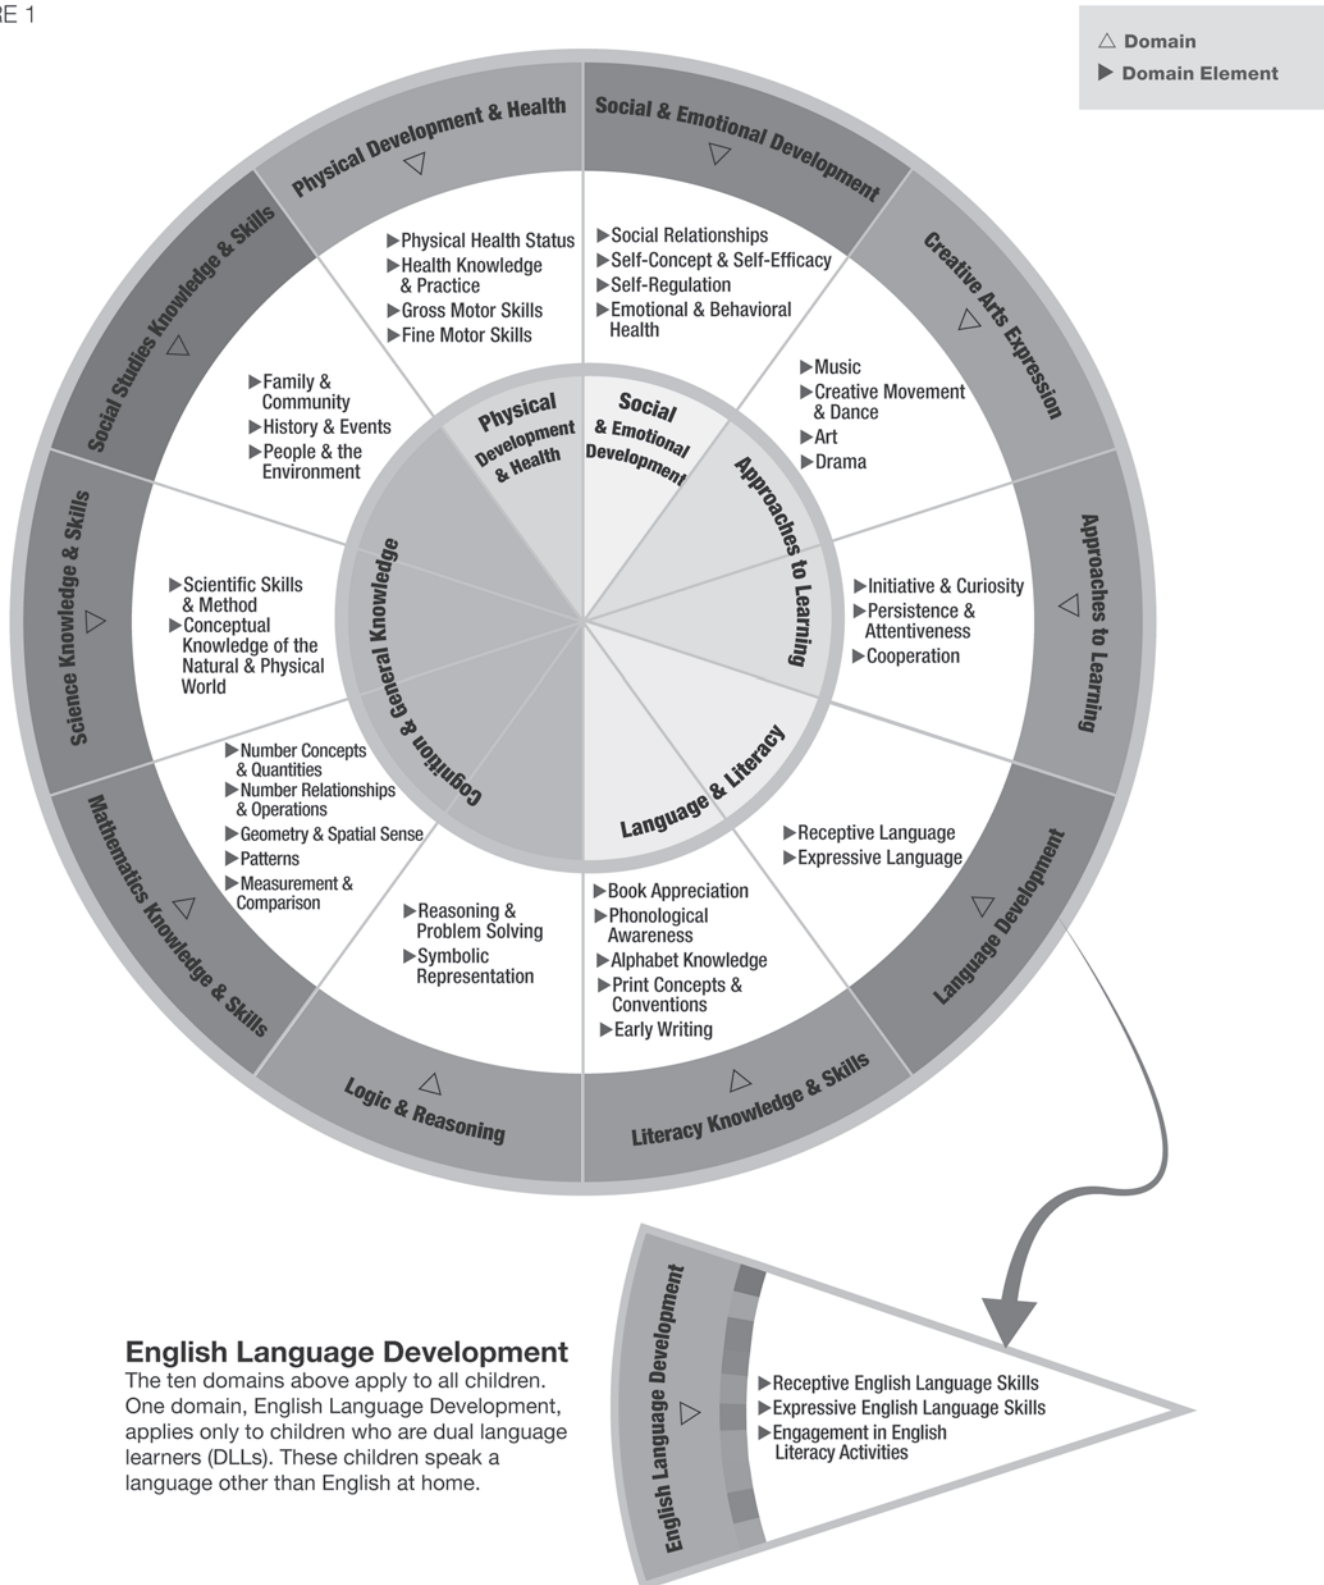 RE 1
△ Domain
▶ Domain Element
Physical Development & Health
▶Physical Health Status
▶Health Knowledge
& Practice
▶Gross Motor Skills
▶Fine Motor Skills
Social & Emotional Development
▶Social Relationships
▶Self-Concept & Self-Efficacy
▶Self-Regulation
▶Emotional & Behavioral
Health
Creative Arts Expression
▶Music
▶Creative Movement
& Dance
▶Art
▶Drama
Approaches to Learning
▶Initiative & Curiosity
▶Persistence &
Attentiveness
▶Cooperation
Language Development
▶Receptive Language
▶Expressive Language
Literacy Knowledge & Skills
▶Book Appreciation
▶Phonological
Awareness
▶Alphabet Knowledge
▶Print Concepts &
Conventions
▶Early Writing
Logic & Reasoning
▶Reasoning &
Problem Solving
▶Symbolic
Representation
Mathematics Knowledge & Skills
▶Number Concepts
& Quantities
▶Number Relationships
& Operations
▶Geometry & Spatial Sense
▶Patterns
▶Measurement &
Comparison
Science Knowledge & Skills
▶Scientific Skills
& Method
▶Conceptual
Knowledge of the
Natural & Physical
World
Social Studies Knowledge & Skills
▶Family &
Community
▶History & Events
▶People & the
Environment
Physical
Development
& Health
Social
& Emotional
Development
Approaches to Learning
Language & Literacy
Cognition & General Knowledge
English Language Development
The ten domains above apply to all children.
One domain, English Language Development,
applies only to children who are dual language
learners (DLLs). These children speak a
language other than English at home.
English Language Development
▶Receptive English Language Skills
▶Expressive English Language Skills
▶Engagement in English
Literacy Activities